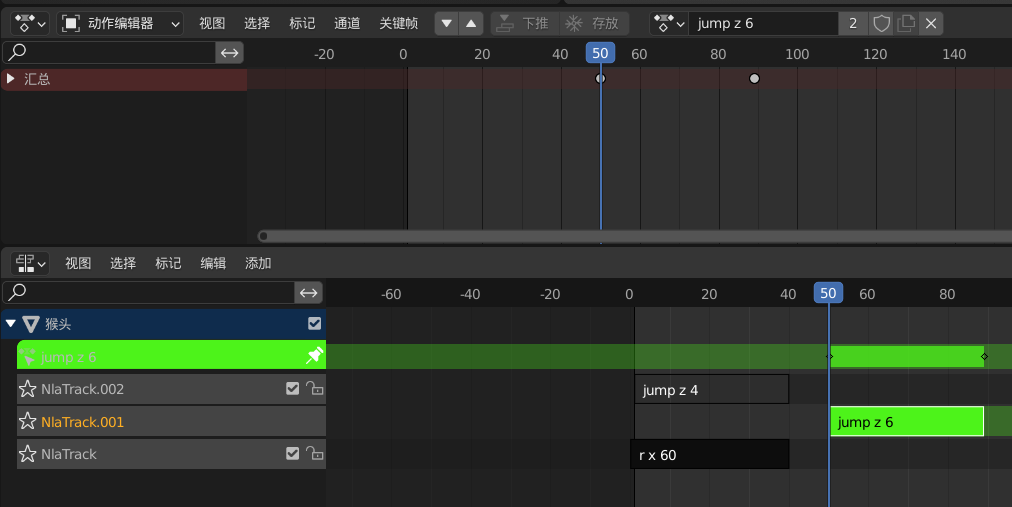 动作编辑器 视图 选择 标记 通道 关键帧 下推 存放 jump z 6 2
-20 0 20 40 50 60 80 100 120 140
汇总
视图 选择 标记 编辑 添加
-60 -40 -20 0 20 40 50 60 80
猴头
jump z 6
NlaTrack.002 jump z 4
NlaTrack.001 jump z 6
NlaTrack r x 60